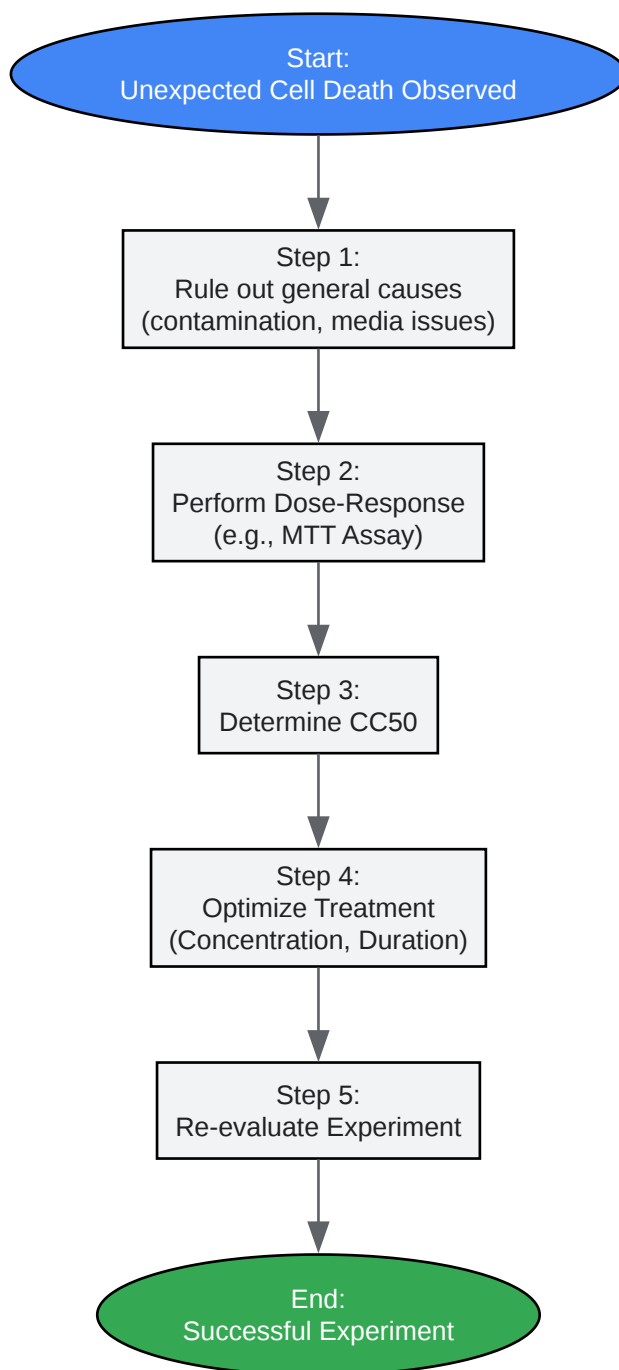 Start:
Unexpected Cell Death Observed
Step 1:
Rule out general causes
(contamination, media issues)
Step 2:
Perform Dose-Response
(e.g., MTT Assay)
Step 3:
Determine CC50
Step 4:
Optimize Treatment
(Concentration, Duration)
Step 5:
Re-evaluate Experiment
End:
Successful Experiment